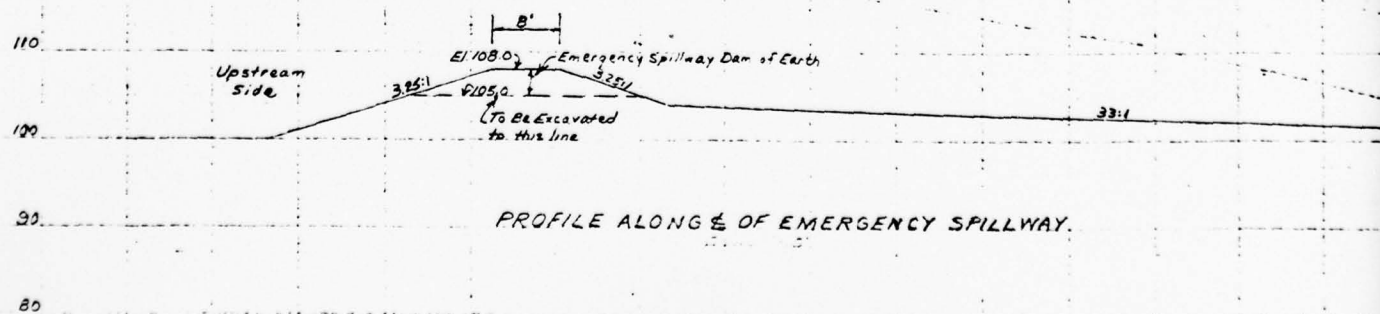 8'
110
El. 108.0
Emergency Spillway Dam of Earth
Upstream
Side
3.25:1
3.25:1
El. 105.0
To Be Excavated
to this line
33:1
100
90
PROFILE ALONG ℄ OF EMERGENCY SPILLWAY.
80